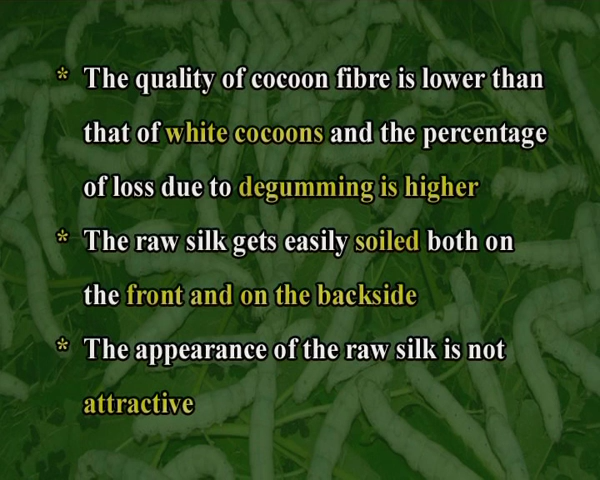 * The quality of cocoon fibre is lower than
that of white cocoons and the percentage
of loss due to degumming is higher
* The raw silk gets easily soiled both on
the front and on the backside
* The appearance of the raw silk is not
attractive